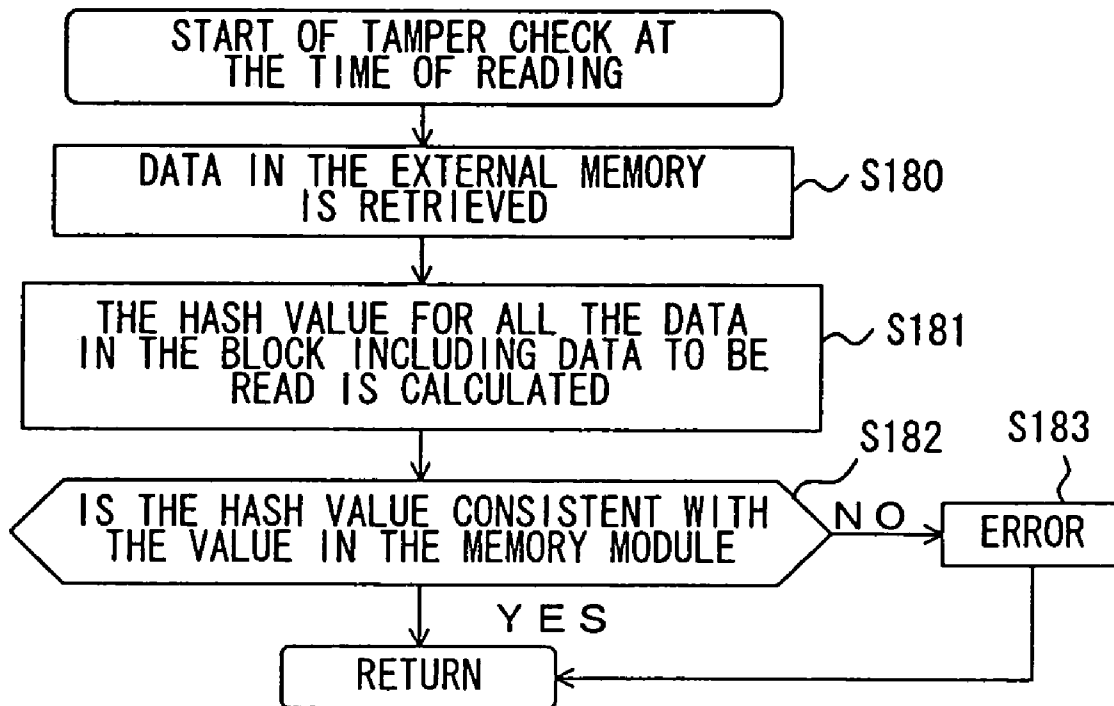 START OF TAMPER CHECK AT
THE TIME OF READING
DATA IN THE EXTERNAL MEMORY
IS RETRIEVED
S180
THE HASH VALUE FOR ALL THE DATA
IN THE BLOCK INCLUDING DATA TO BE
READ IS CALCULATED
S181
IS THE HASH VALUE CONSISTENT WITH
THE VALUE IN THE MEMORY MODULE
S182
NO
S183
ERROR
YES
RETURN